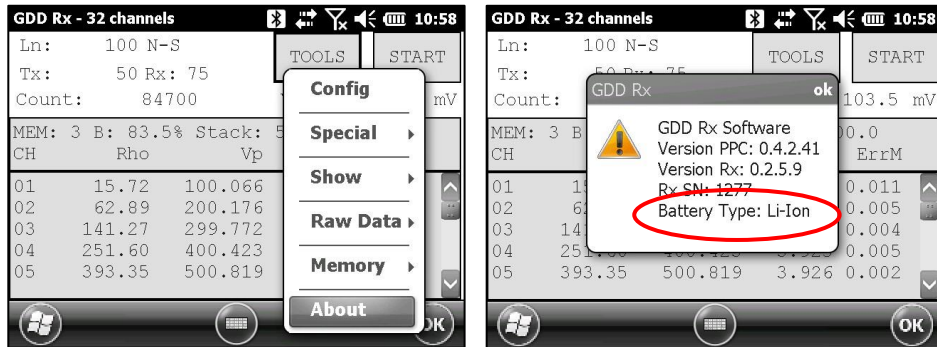 GDD Rx - 32 channels 10:58
Ln: 100 N-S
TOOLS START
Tx: 50 Rx: 75
Count: 84700 mV
MEM: 3 B: 83.5% Stack:
CH Rho Vp
01 15.72 100.066
02 62.89 200.176
03 141.27 299.772
04 251.60 400.423
05 393.35 500.819
Config
Special
Show
Raw Data
Memory
About
OK
GDD Rx - 32 channels 10:58
Ln: 100 N-S
TOOLS START
Tx:
Count: 103.5 mV
MEM: 3 B
CH ErrM
01 0.011
02 0.005
03 0.004
04 0.005
05 393.35 500.819 3.926 0.002
GDD Rx ok
GDD Rx Software
Version PPC: 0.4.2.41
Version Rx: 0.2.5.9
Rx SN: 1277
Battery Type: Li-Ion
OK